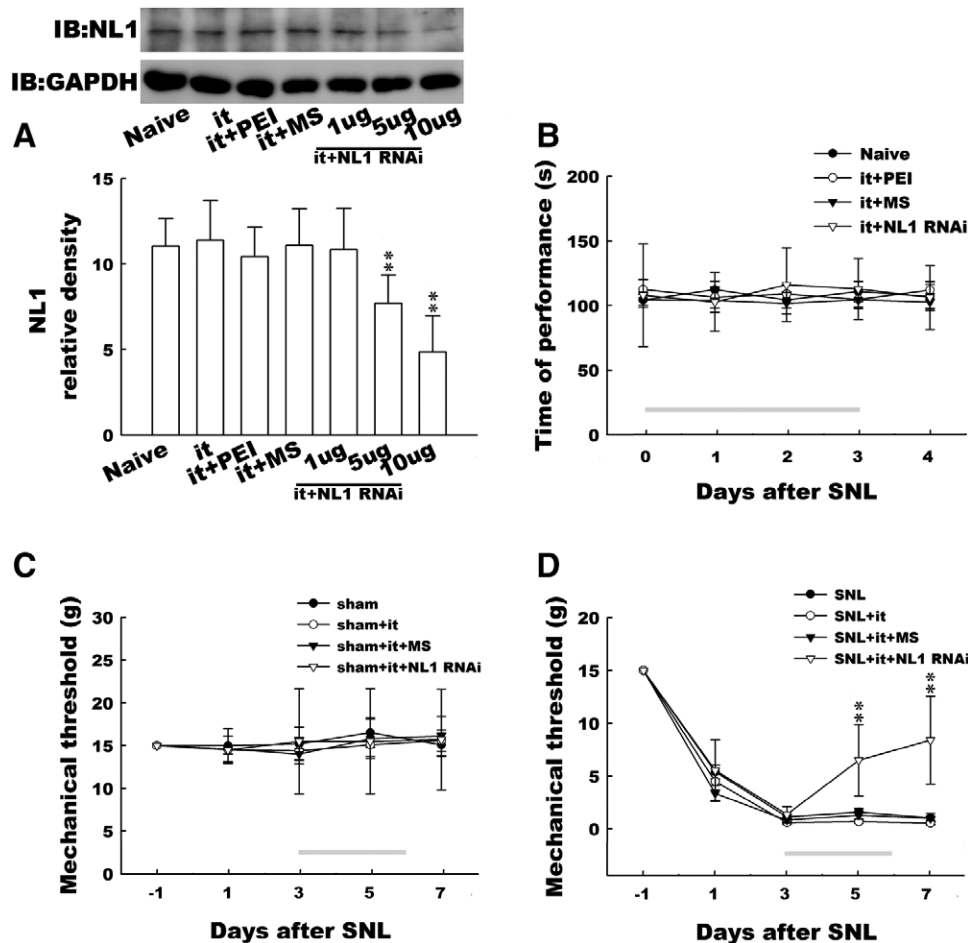 IB:NL1
IB:GAPDH
Naive it it+PEI it+MS 1ug 5ug 10ug
it+NL1 RNAi
A
NL1
relative density
15
10
5
0
**
**
Naive it it+PEI it+MS 1ug 5ug 10ug
it+NL1 RNAi
B
Naive
it+PEI
it+MS
it+NL1 RNAi
Time of performance (s)
200
150
100
50
0
0 1 2 3 4
Days after SNL
C
sham
sham+it
sham+it+MS
sham+it+NL1 RNAi
Mechanical threshold (g)
30
25
20
15
10
5
0
-1 1 3 5 7
Days after SNL
D
SNL
SNL+it
SNL+it+MS
SNL+it+NL1 RNAi
Mechanical threshold (g)
20
15
10
5
0
**
**
-1 1 3 5 7
Days after SNL